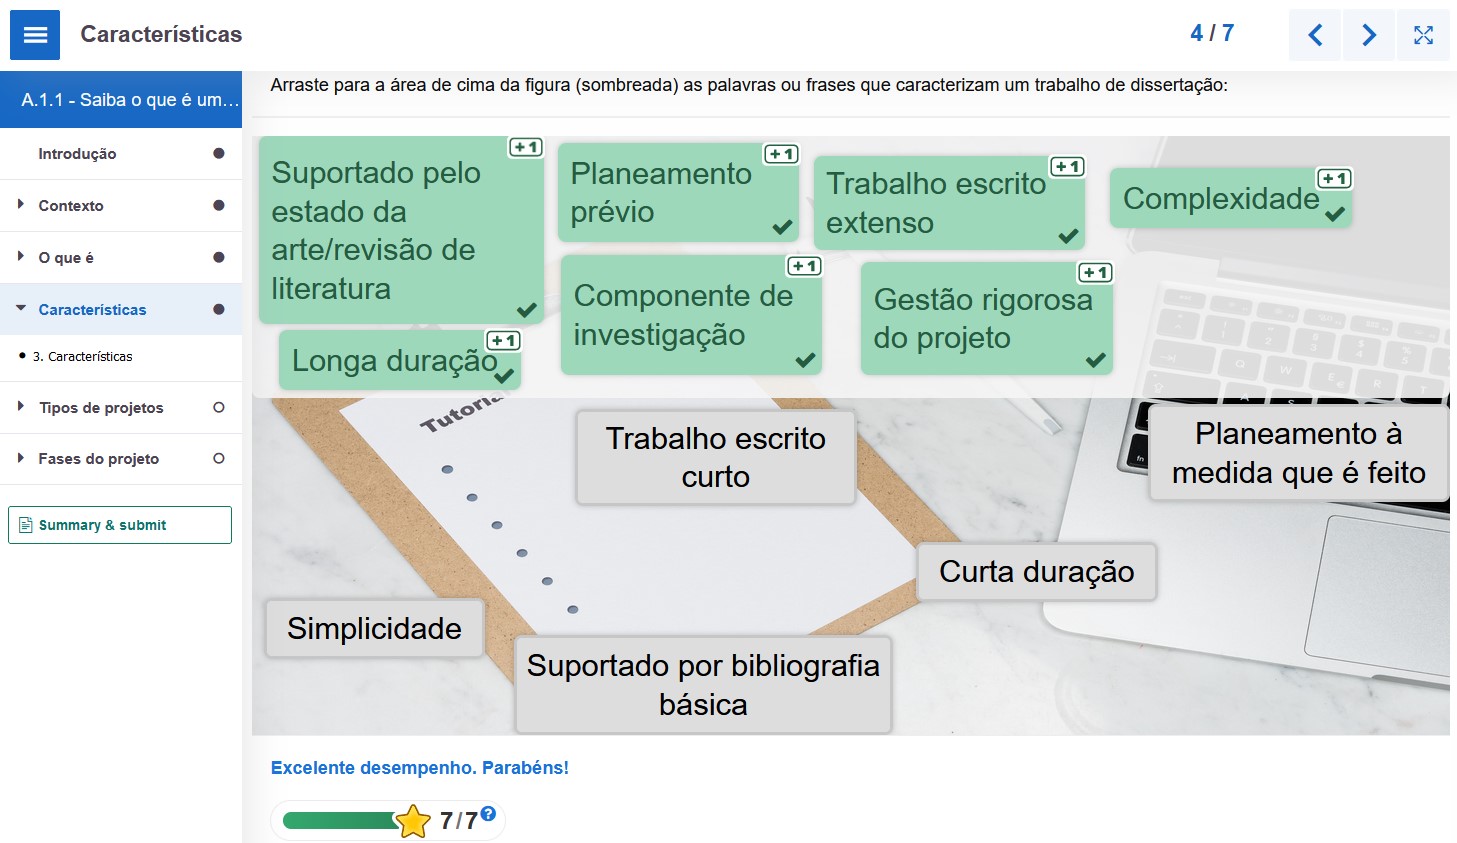 Características
4 / 7
A.1.1 - Saiba o que é um...
Introdução
Contexto
O que é
Características
3. Características
Tipos de projetos
Fases do projeto
Summary & submit
Arraste para a área de cima da figura (sombreada) as palavras ou frases que caracterizam um trabalho de dissertação:
+1
Suportado pelo
estado da
arte/revisão de
literatura
+1
Planeamento
prévio
+1
Trabalho escrito
extenso
+1
Complexidade
+1
Longa duração
+1
Componente de
investigação
+1
Gestão rigorosa
do projeto
Trabalho escrito
curto
Planeamento à
medida que é feito
Curta duração
Simplicidade
Suportado por bibliografia
básica
Excelente desempenho. Parabéns!
7/7
?